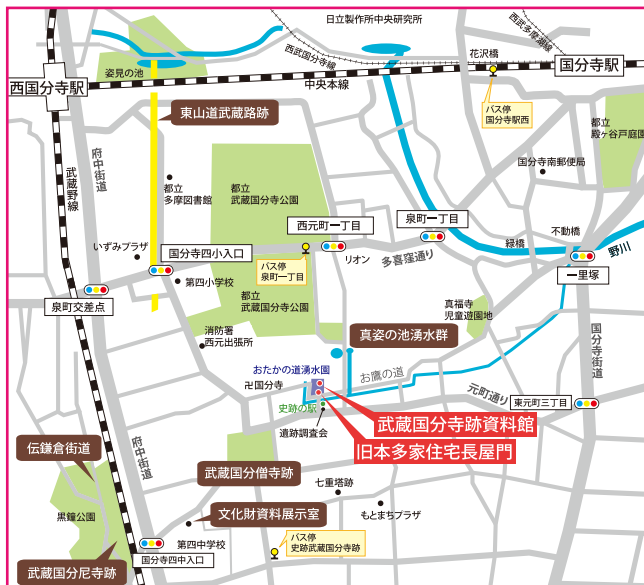 日立製作所中央研究所
西武多摩湖線
花沢橋
西武国分寺線
姿見の池
国分寺駅
西国分寺駅
中央本線
バス停
国分寺駅西
東山道武蔵路跡
都立
殿ヶ谷戸庭園
府中街道
武蔵野線
国分寺南郵便局
都立
多摩図書館
都立
武蔵国分寺公園
西元町一丁目
泉町一丁目
不動橋
いずみプラザ
国分寺四小入口
リオン
多喜窪通り
緑橋
野川
バス停
泉町一丁目
第四小学校
一里塚
泉町交差点
都立
武蔵国分寺公園
真福寺
児童遊園地
消防署
西元出張所
真姿の池湧水群
国分寺街道
おたかの道湧水園
お鷹の道
卍国分寺
元町通り
東元町三丁目
史跡の駅
武蔵国分寺跡資料館
遺跡調査会
旧本多家住宅長屋門
府中街道
伝鎌倉街道
武蔵国分僧寺跡
七重塔跡
黒鐘公園
文化財資料展示室
もとまちプラザ
第四中学校
バス停
史跡武蔵国分寺跡
国分寺四中入口
武蔵国分尼寺跡